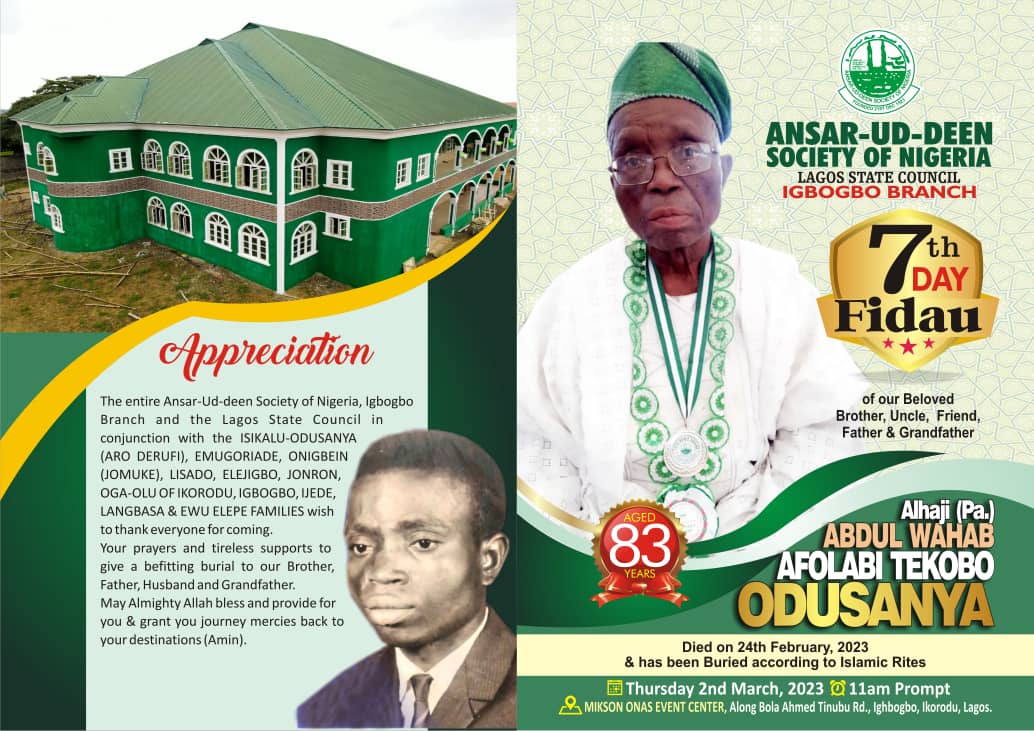 Appreciation
The entire Ansar-Ud-deen Society of Nigeria, Igbogbo
Branch and the Lagos State Council in
conjunction with the ISIKALU-ODUSANYA
(ARO DERUFI), EMUGORIADE, ONIGBEIN
(JOMUKE), LISADO, ELEJIGBO, JONRON,
OGA-OLU OF IKORODU, IGBOGBO, IJEDE,
LANGBASA & EWU ELEPE FAMILIES wish
to thank everyone for coming.
Your prayers and tireless supports to
give a befitting burial to our Brother,
Father, Husband and Grandfather.
May Almighty Allah bless and provide for
you & grant you journey mercies back to
your destinations (Amin).
ANSAR-UD-DEEN
SOCIETY OF NIGERIA
LAGOS STATE COUNCIL
IGBOGBO BRANCH
7th
DAY
Fidau
of our Beloved
Brother, Uncle, Friend,
Father & Grandfather
AGED
83
YEARS
Alhaji (Pa.)
ABDUL WAHAB
AFOLABI TEKOBO
ODUSANYA
Died on 24th February, 2023
& has been Buried according to Islamic Rites
Thursday 2nd March, 2023 11am Prompt
MIKSON ONAS EVENT CENTER, Along Bola Ahmed Tinubu Rd., Ighbogbo, Ikorodu, Lagos.